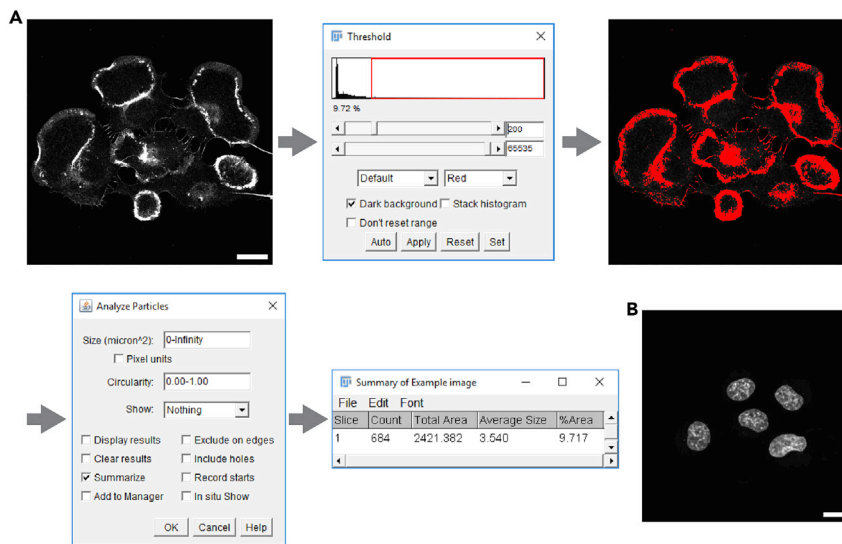 A
Threshold
9.72 %
200
65535
Default Red
Dark background Stack histogram
Don't reset range
Auto Apply Reset Set
Analyze Particles
Size (micron^2): 0-Infinity
Pixel units
Circularity: 0.00-1.00
Show: Nothing
Display results Exclude on edges
Clear results Include holes
Summarize Record starts
Add to Manager In situ Show
OK Cancel Help
Summary of Example image
File Edit Font
Slice Count Total Area Average Size %Area
1 684 2421.382 3.540 9.717
B